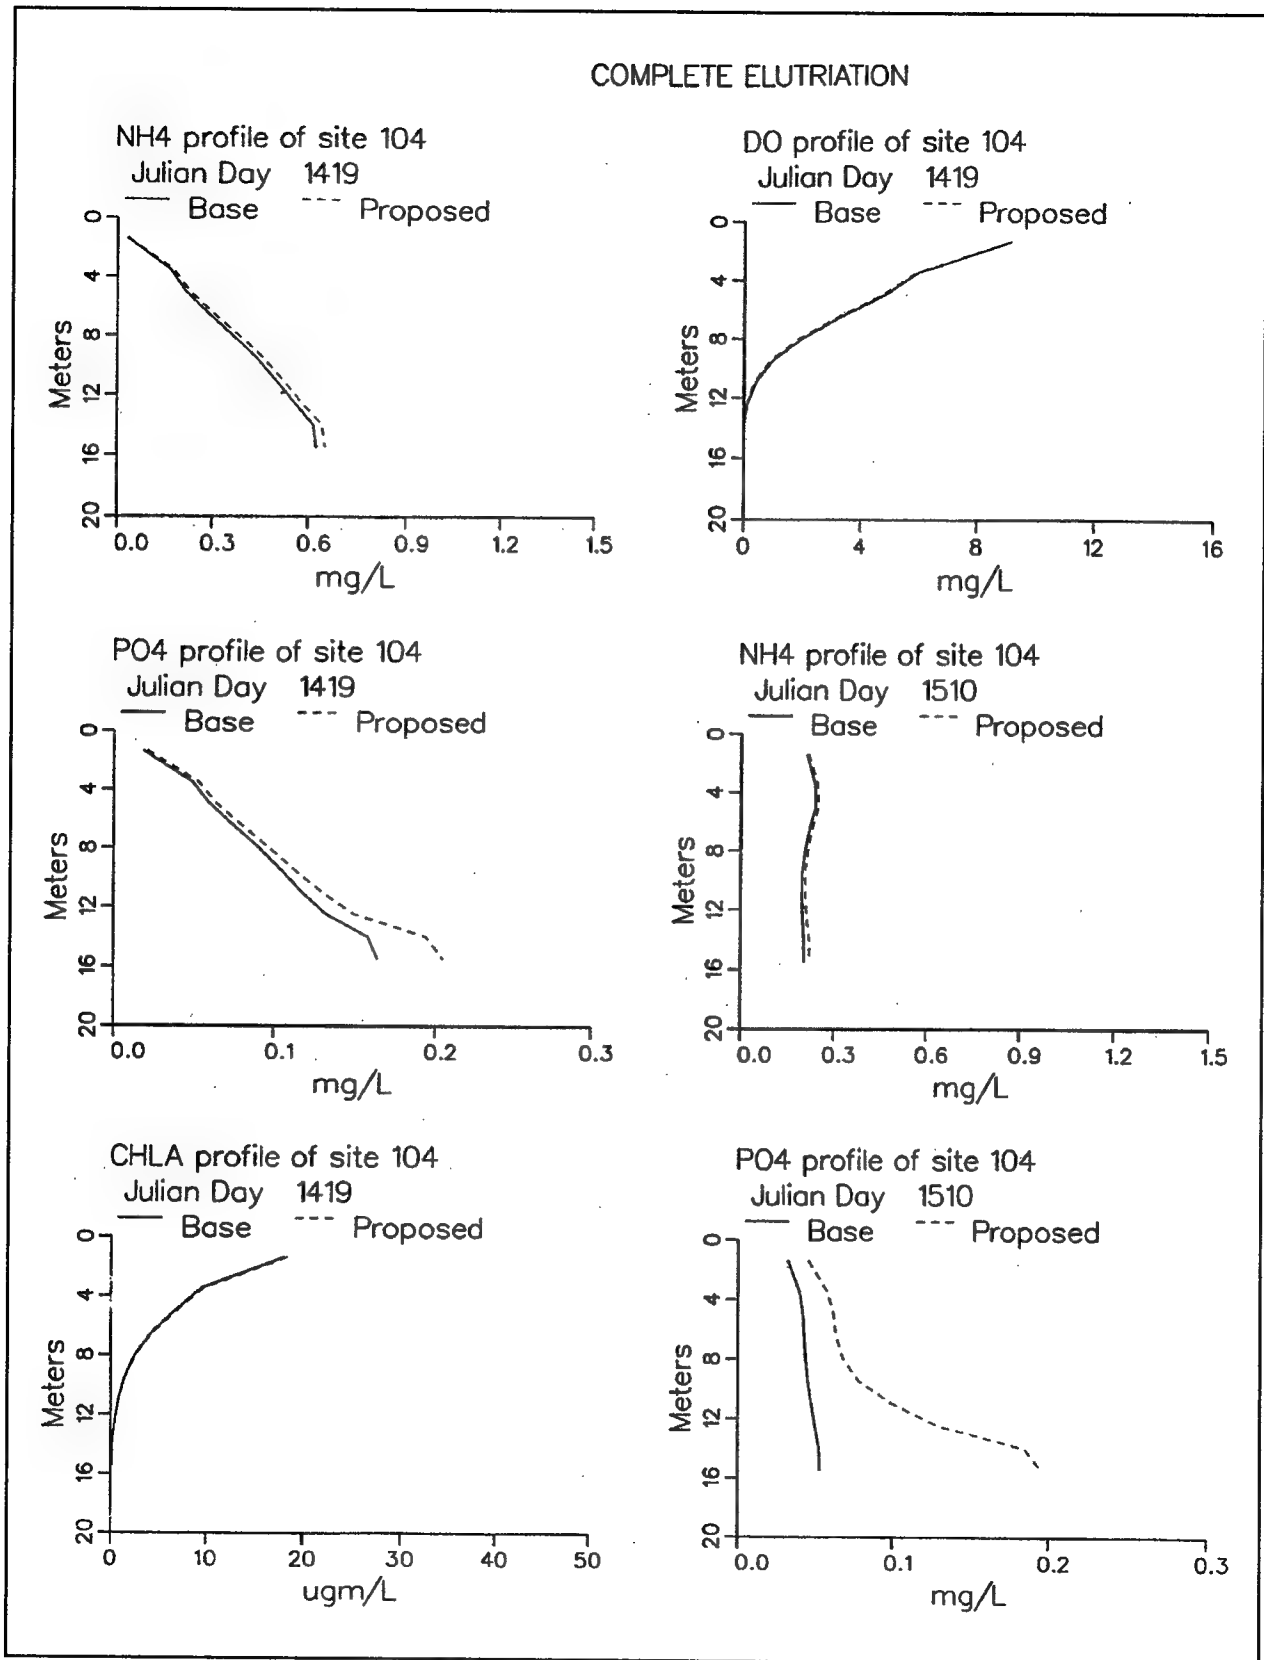 COMPLETE ELUTRIATION
NH4 profile of site 104
Julian Day 1419
Base Proposed
0
4
8
12
16
20
Meters
0.0 0.3 0.6 0.9 1.2 1.5
mg/L
DO profile of site 104
Julian Day 1419
Base Proposed
0
4
8
12
16
20
Meters
0 4 8 12 16
mg/L
PO4 profile of site 104
Julian Day 1419
Base Proposed
0
4
8
12
16
20
Meters
0.0 0.1 0.2 0.3
mg/L
NH4 profile of site 104
Julian Day 1510
Base Proposed
0
4
8
12
16
20
Meters
0.0 0.3 0.6 0.9 1.2 1.5
mg/L
CHLA profile of site 104
Julian Day 1419
Base Proposed
0
4
8
12
16
20
Meters
0 10 20 30 40 50
ugm/L
PO4 profile of site 104
Julian Day 1510
Base Proposed
0
4
8
12
16
20
Meters
0.0 0.1 0.2 0.3
mg/L